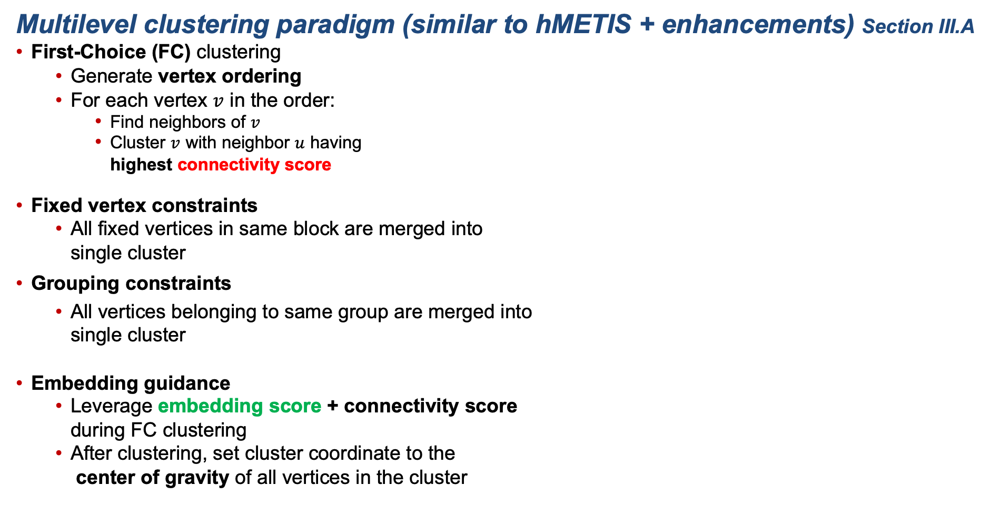 Multilevel clustering paradigm (similar to hMETIS + enhancements) Section III.A
• First-Choice (FC) clustering
• Generate vertex ordering
• For each vertex 𝑣 in the order:
• Find neighbors of 𝑣
• Cluster 𝑣 with neighbor 𝑢 having
highest connectivity score
• Fixed vertex constraints
• All fixed vertices in same block are merged into
single cluster
• Grouping constraints
• All vertices belonging to same group are merged into
single cluster
• Embedding guidance
• Leverage embedding score + connectivity score
during FC clustering
• After clustering, set cluster coordinate to the
center of gravity of all vertices in the cluster